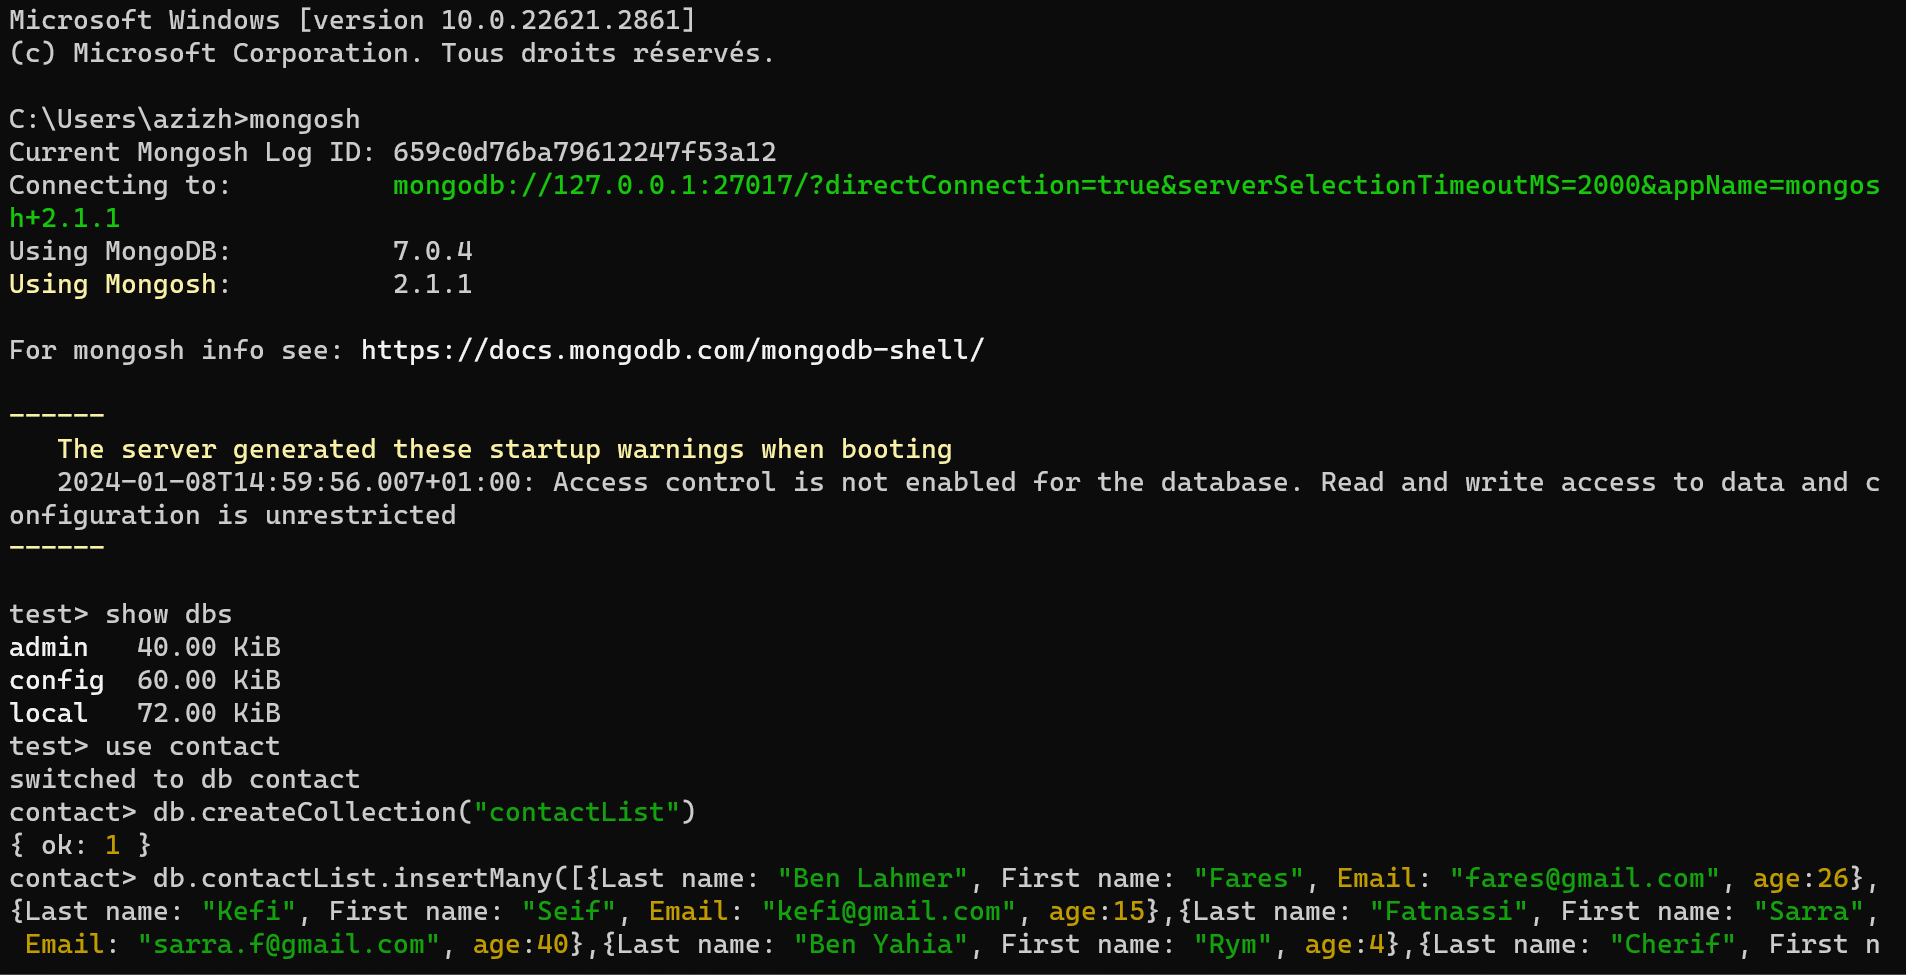 Microsoft Windows [version 10.0.22621.2861]
(c) Microsoft Corporation. Tous droits réservés.
C:\Users\azizh>mongosh
Current Mongosh Log ID: 659c0d76ba79612247f53a12
Connecting to:          mongodb://127.0.0.1:27017/?directConnection=true&serverSelectionTimeoutMS=2000&appName=mongos
h+2.1.1
Using MongoDB:          7.0.4
Using Mongosh:          2.1.1
For mongosh info see: https://docs.mongodb.com/mongodb-shell/
------
   The server generated these startup warnings when booting
   2024-01-08T14:59:56.007+01:00: Access control is not enabled for the database. Read and write access to data and c
onfiguration is unrestricted
------
test> show dbs
admin   40.00 KiB
config  60.00 KiB
local   72.00 KiB
test> use contact
switched to db contact
contact> db.createCollection("contactList")
{ ok: 1 }
contact> db.contactList.insertMany([{Last name: "Ben Lahmer", First name: "Fares", Email: "fares@gmail.com", age:26},
{Last name: "Kefi", First name: "Seif", Email: "kefi@gmail.com", age:15},{Last name: "Fatnassi", First name: "Sarra",
 Email: "sarra.f@gmail.com", age:40},{Last name: "Ben Yahia", First name: "Rym", age:4},{Last name: "Cherif", First n